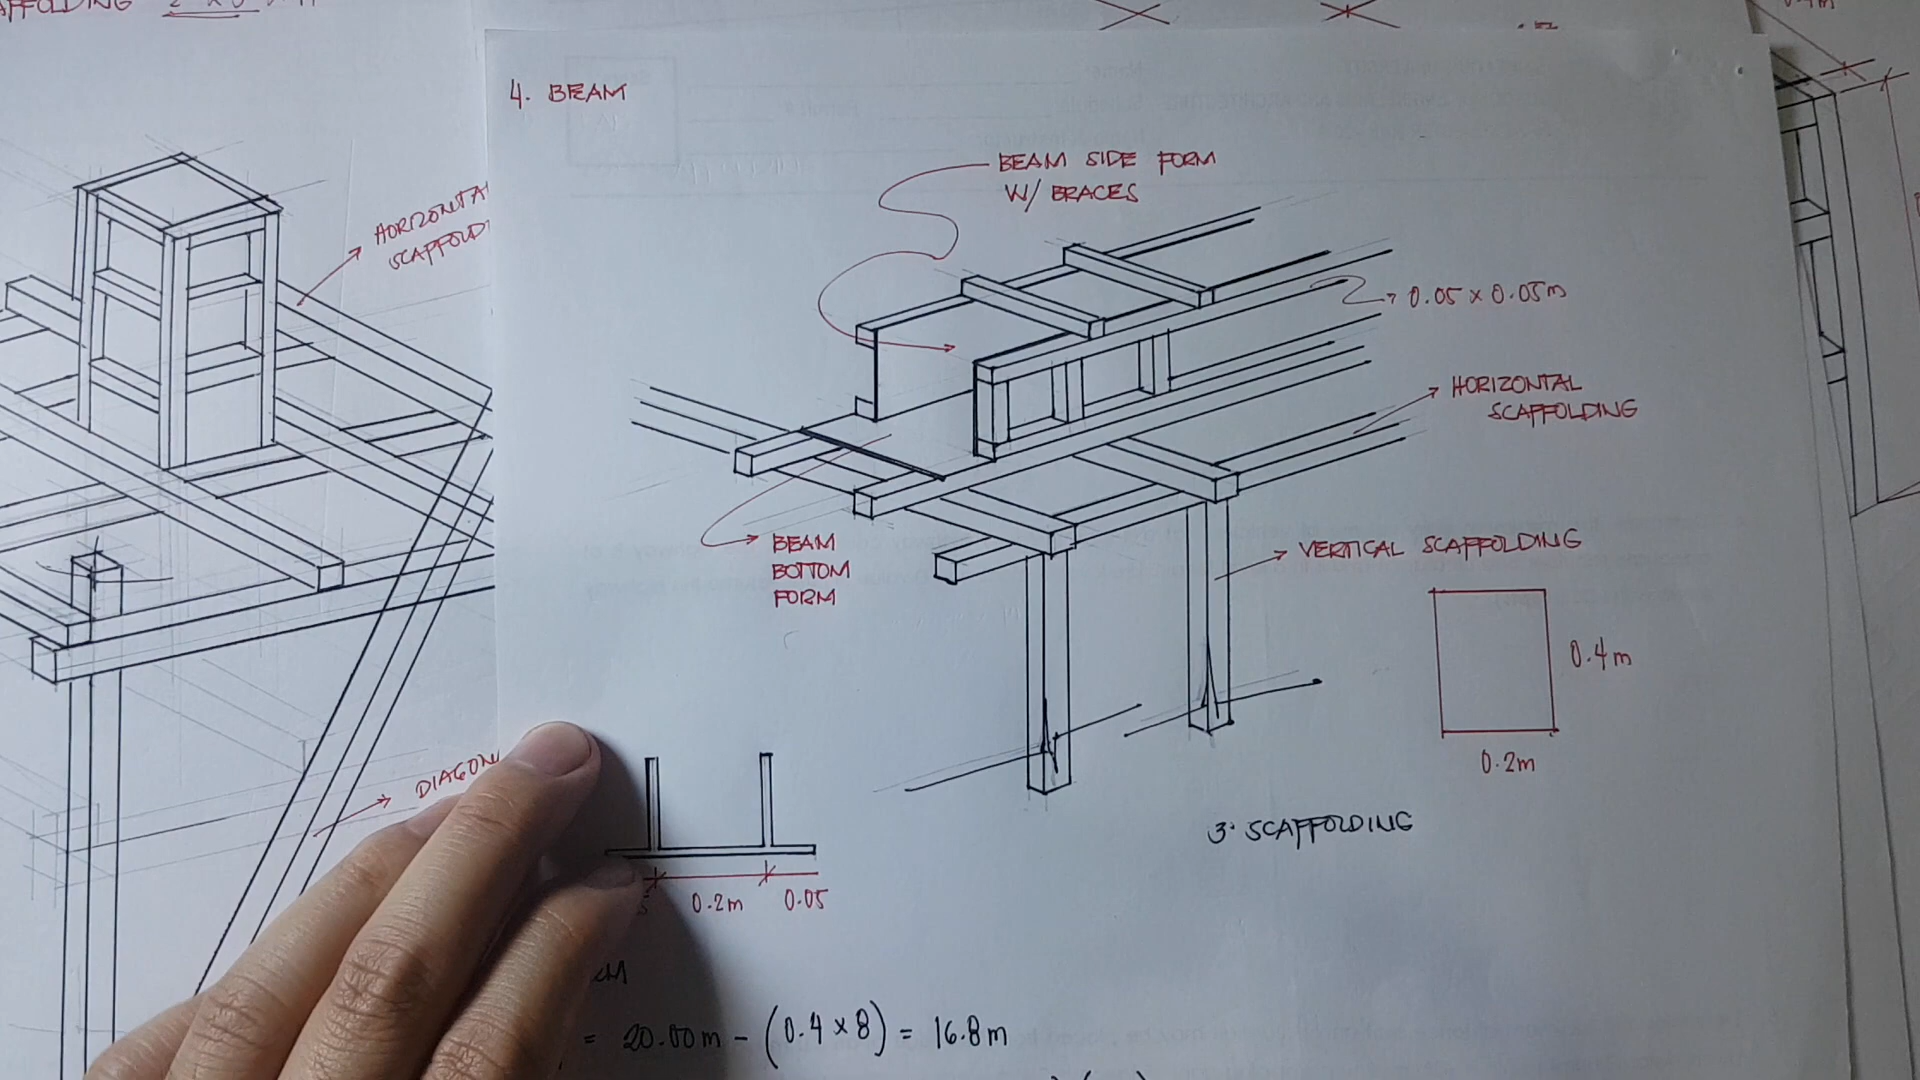 4. BEAM
BEAM SIDE FORM
W/ BRACES
0.05 x 0.05m
HORIZONTAL
SCAFFOLDING
BEAM
BOTTOM
FORM
VERTICAL SCAFFOLDING
0.4m
0.2m
3. SCAFFOLDING
0.2m 0.05
= 20.00m - (0.4 x 8) = 16.8m
HORIZONTA
SCAFFOLD
DIAGON